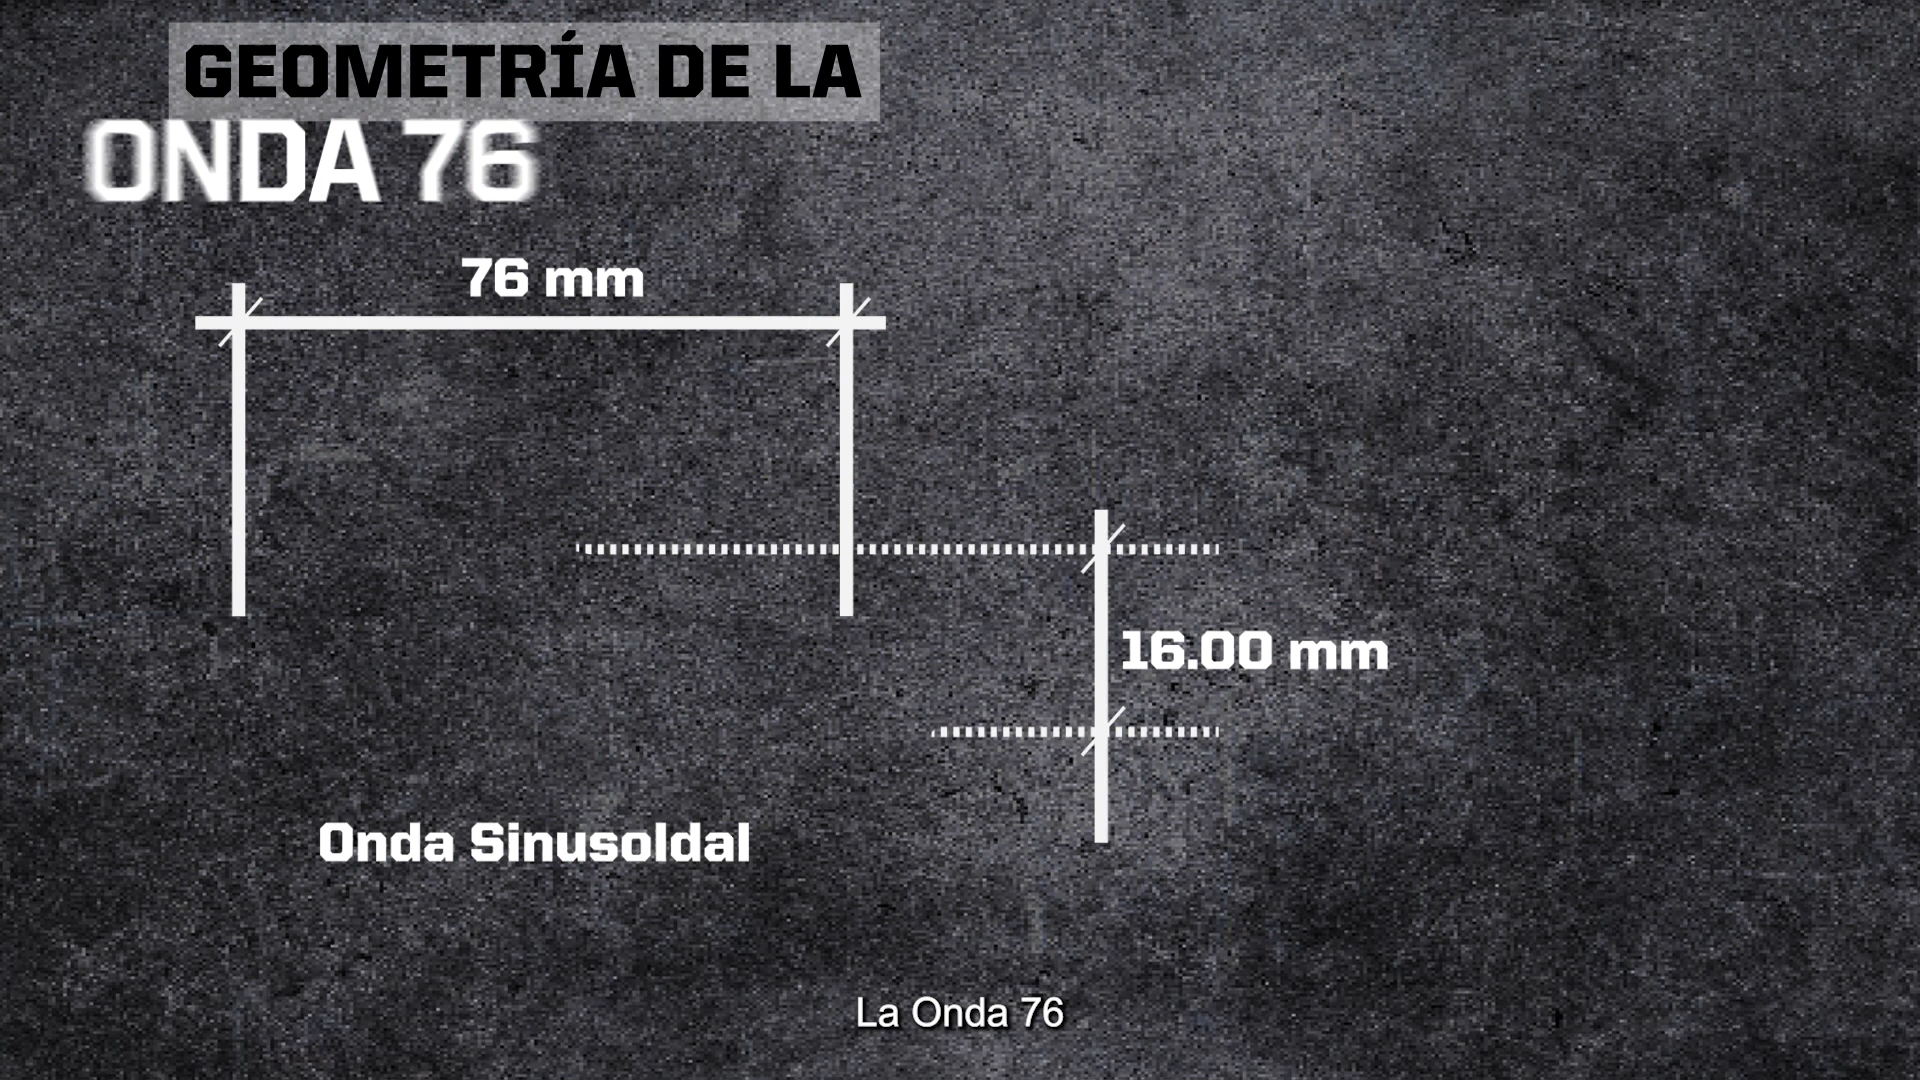 GEOMETRÍA DE LA
ONDA 76
76 mm
16.00 mm
Onda Sinusoldal
La Onda 76